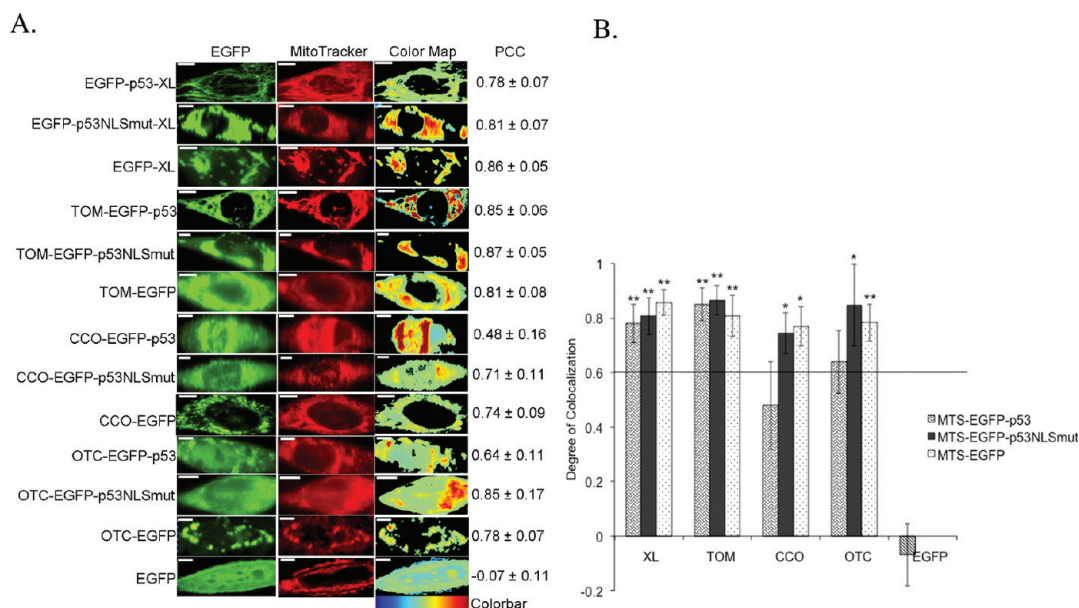 A.
EGFP MitoTracker Color Map PCC
EGFP-p53-XL 0.78 ± 0.07
EGFP-p53NLSmut-XL 0.81 ± 0.07
EGFP-XL 0.86 ± 0.05
TOM-EGFP-p53 0.85 ± 0.06
TOM-EGFP-p53NLSmut 0.87 ± 0.05
TOM-EGFP 0.81 ± 0.08
CCO-EGFP-p53 0.48 ± 0.16
CCO-EGFP-p53NLSmut 0.71 ± 0.11
CCO-EGFP 0.74 ± 0.09
OTC-EGFP-p53 0.64 ± 0.11
OTC-EGFP-p53NLSmut 0.85 ± 0.17
OTC-EGFP 0.78 ± 0.07
EGFP -0.07 ± 0.11
Colorbar
B.
Degree of Colocalization
1
0.8
0.6
0.4
0.2
0
-0.2
** ** **
** ** **
* *
* **
XL TOM CCO OTC EGFP
MTS-EGFP-p53
MTS-EGFP-p53NLSmut
MTS-EGFP